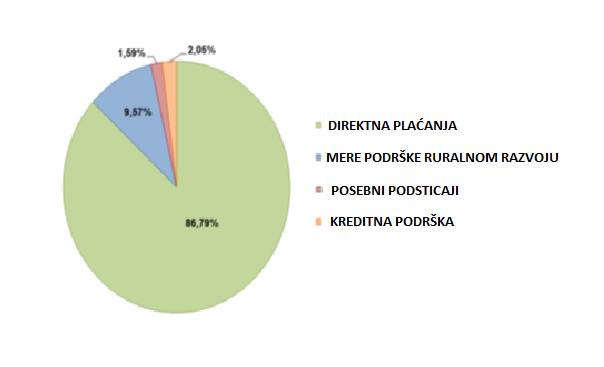 1,59%
2,05%
9,57%
86,79%
DIREKTNA PLAĆANJA
MERE PODRŠKE RURALNOM RAZVOJU
POSEBNI PODSTICAJI
KREDITNA PODRŠKA